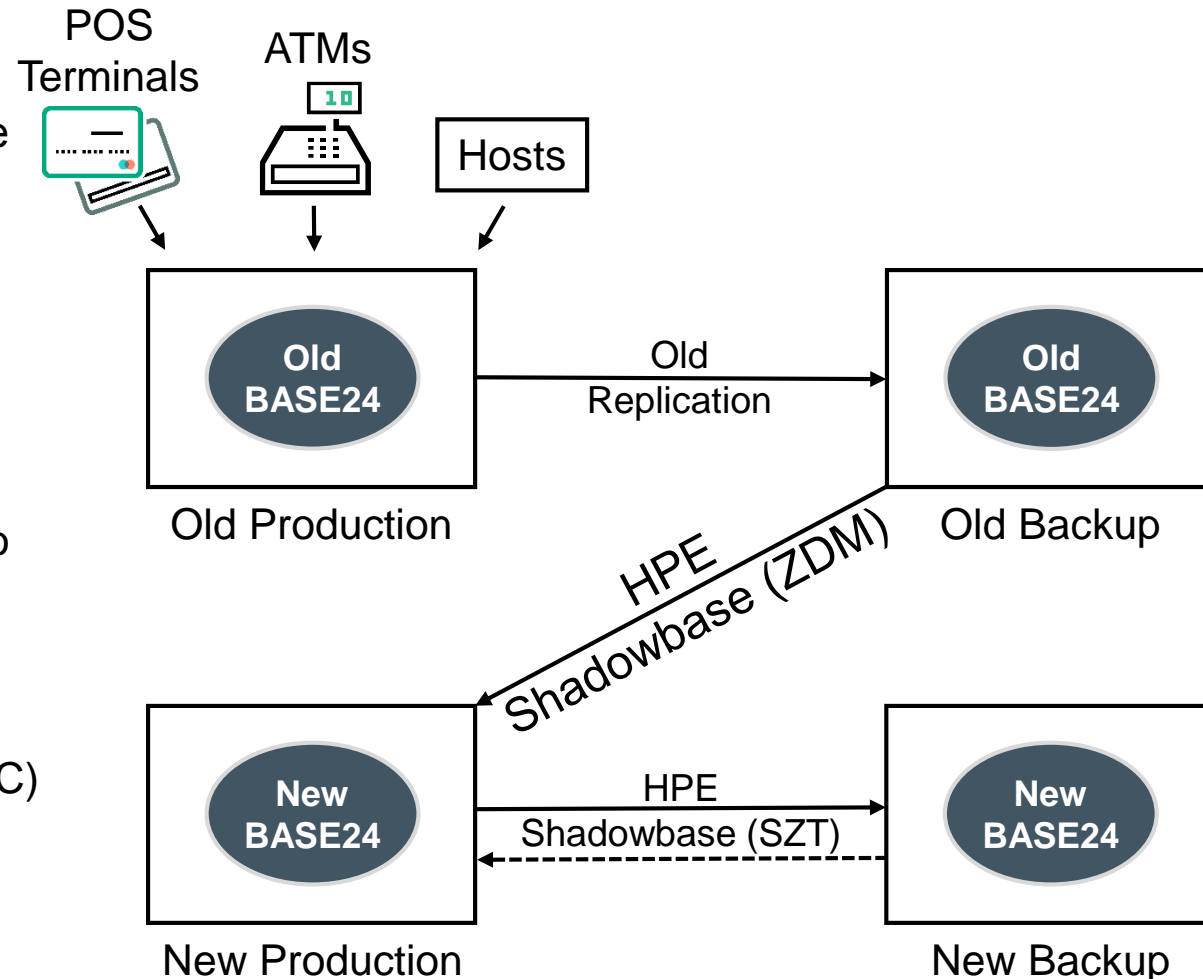 POS
Terminals
ATMs
10
Hosts
e
Old
BASE24
Old
Replication
Old
BASE24
Old Production
Old Backup
o
HPE
Shadowbase (ZDM)
C)
New
BASE24
HPE
Shadowbase (SZT)
New
BASE24
New Production
New Backup